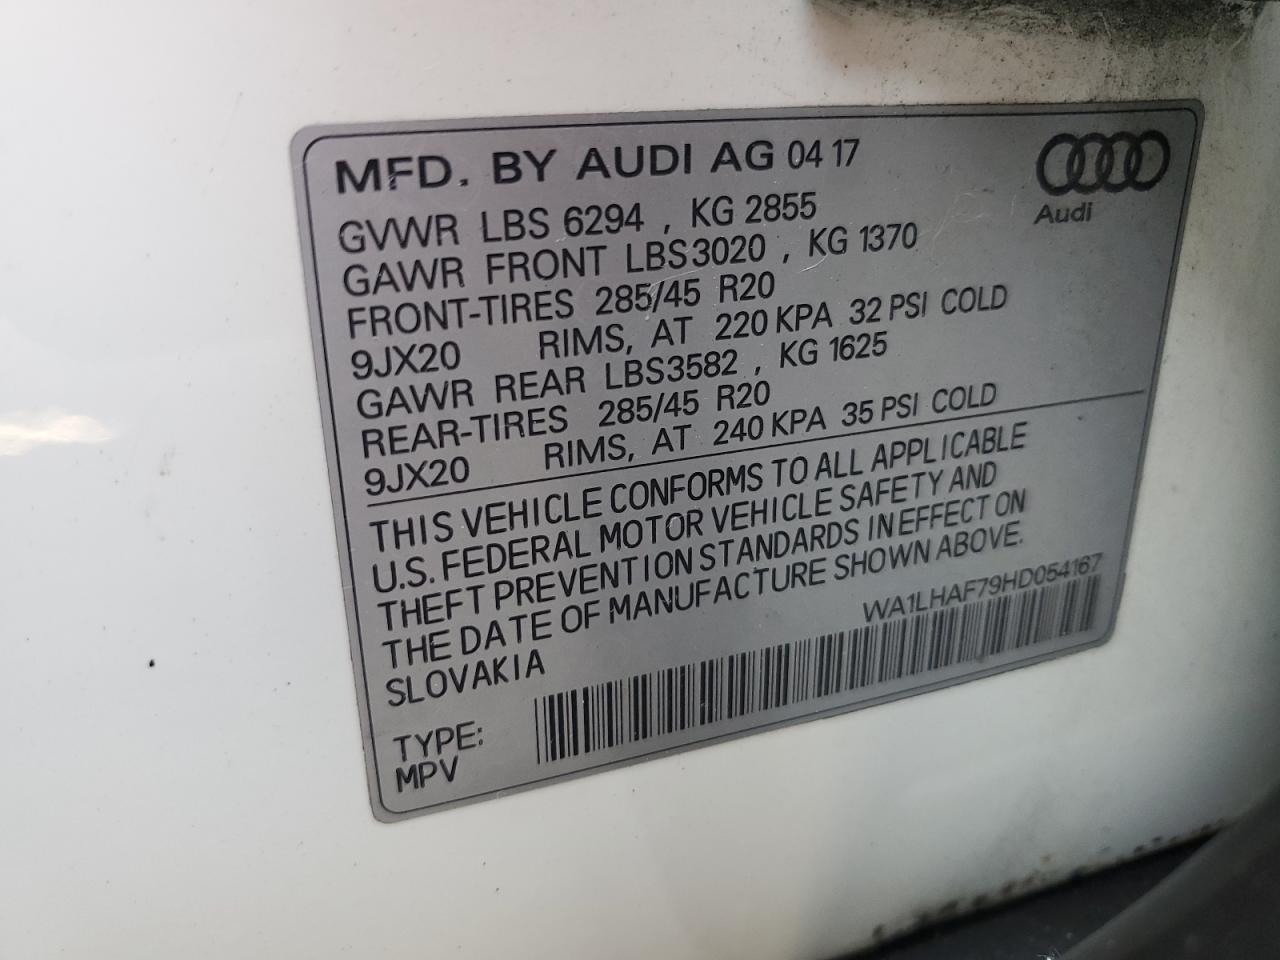 MFD. BY AUDI AG 04 17
Audi
GVWR LBS 6294 , KG 2855
GAWR FRONT LBS3020 , KG 1370
FRONT-TIRES 285/45 R20
9JX20 RIMS, AT 220 KPA 32 PSI COLD
GAWR REAR LBS3582 , KG 1625
REAR-TIRES 285/45 R20
9JX20 RIMS, AT 240 KPA 35 PSI COLD
THIS VEHICLE CONFORMS TO ALL APPLICABLE
U.S. FEDERAL MOTOR VEHICLE SAFETY AND
THEFT PREVENTION STANDARDS IN EFFECT ON
THE DATE OF MANUFACTURE SHOWN ABOVE.
SLOVAKIA
WA1LHAF79HD054167
TYPE:
MPV